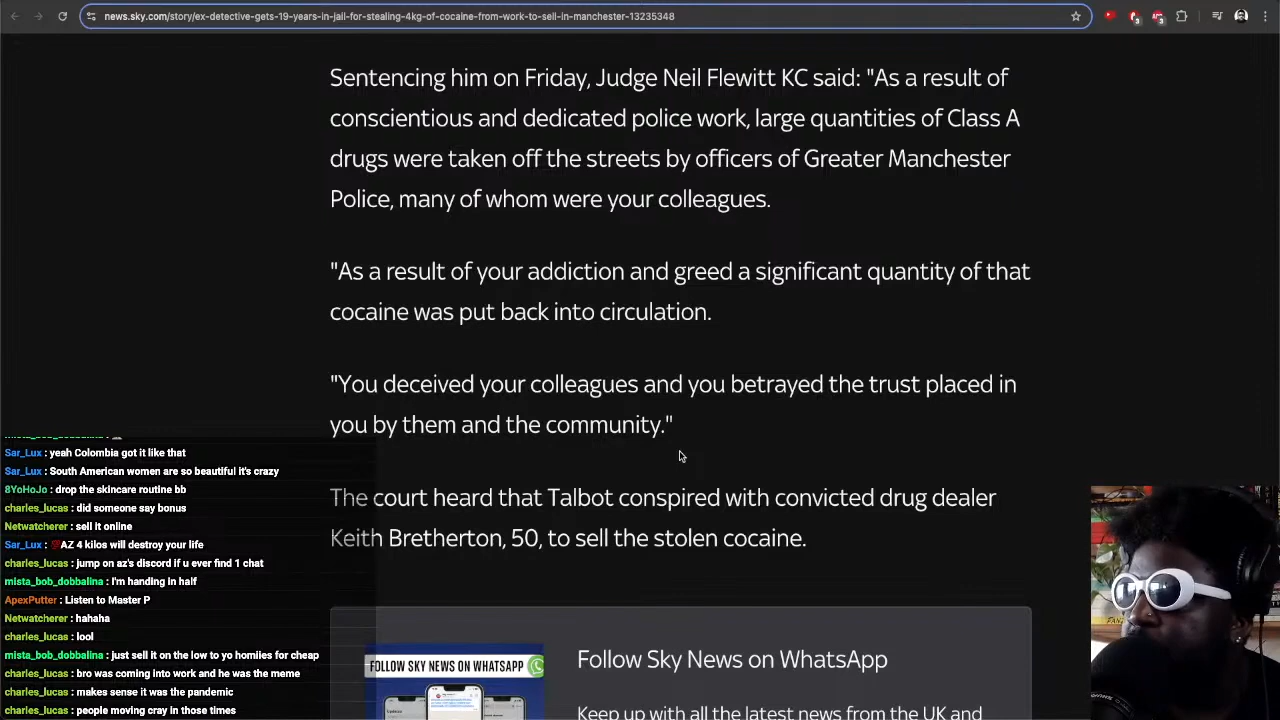 news.sky.com/story/ex-detective-gets-19-years-in-jail-for-stealing-4kg-of-cocaine-from-work-to-sell-in-manchester-13235348
Sentencing him on Friday, Judge Neil Flewitt KC said: "As a result of
conscientious and dedicated police work, large quantities of Class A
drugs were taken off the streets by officers of Greater Manchester
Police, many of whom were your colleagues.
"As a result of your addiction and greed a significant quantity of that
cocaine was put back into circulation.
"You deceived your colleagues and you betrayed the trust placed in
you by them and the community."
The court heard that Talbot conspired with convicted drug dealer
Keith Bretherton, 50, to sell the stolen cocaine.
FOLLOW SKY NEWS ON WHATSAPP
Follow Sky News on WhatsApp
Keep up with all the latest news from the UK and
Sar_Lux : yeah Colombia got it like that
Sar_Lux : South American women are so beautiful it's crazy
8YoHoJo : drop the skincare routine bb
charles_lucas : did someone say bonus
Netwatcherer : sell it online
Sar_Lux : 💯AZ 4 kilos will destroy your life
charles_lucas : jump on az's discord if u ever find 1 chat
mista_bob_dobbalina : I'm handing in half
ApexPutter : Listen to Master P
Netwatcherer : hahaha
charles_lucas : lool
mista_bob_dobbalina : just sell it on the low to yo homiies for cheap
charles_lucas : bro was coming into work and he was the meme
charles_lucas : makes sense it was the pandemic
charles_lucas : people moving crazy them times